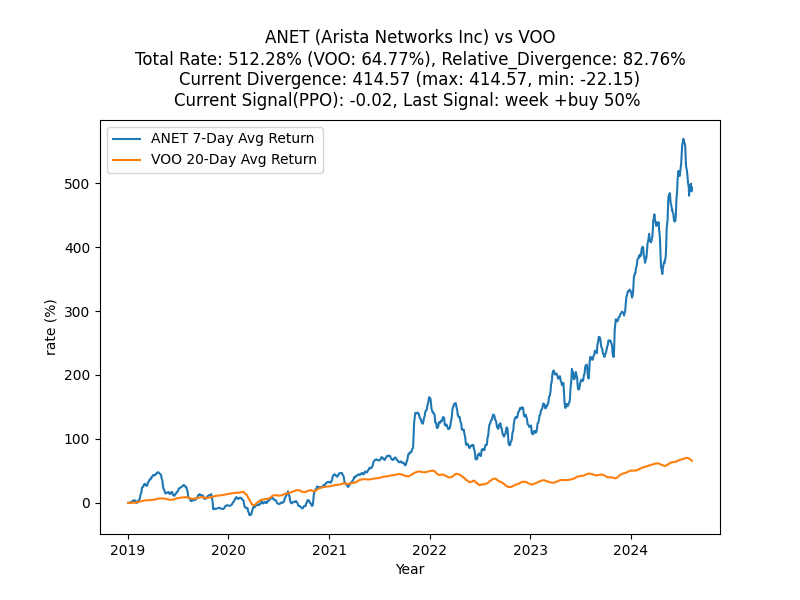 ANET (Arista Networks Inc) vs VOO
Total Rate: 512.28% (VOO: 64.77%), Relative_Divergence: 82.76%
Current Divergence: 414.57 (max: 414.57, min: -22.15)
Current Signal(PPO): -0.02, Last Signal: week +buy 50%
ANET 7-Day Avg Return
VOO 20-Day Avg Return
rate (%)
500
400
300
200
100
0
2019 2020 2021 2022 2023 2024
Year